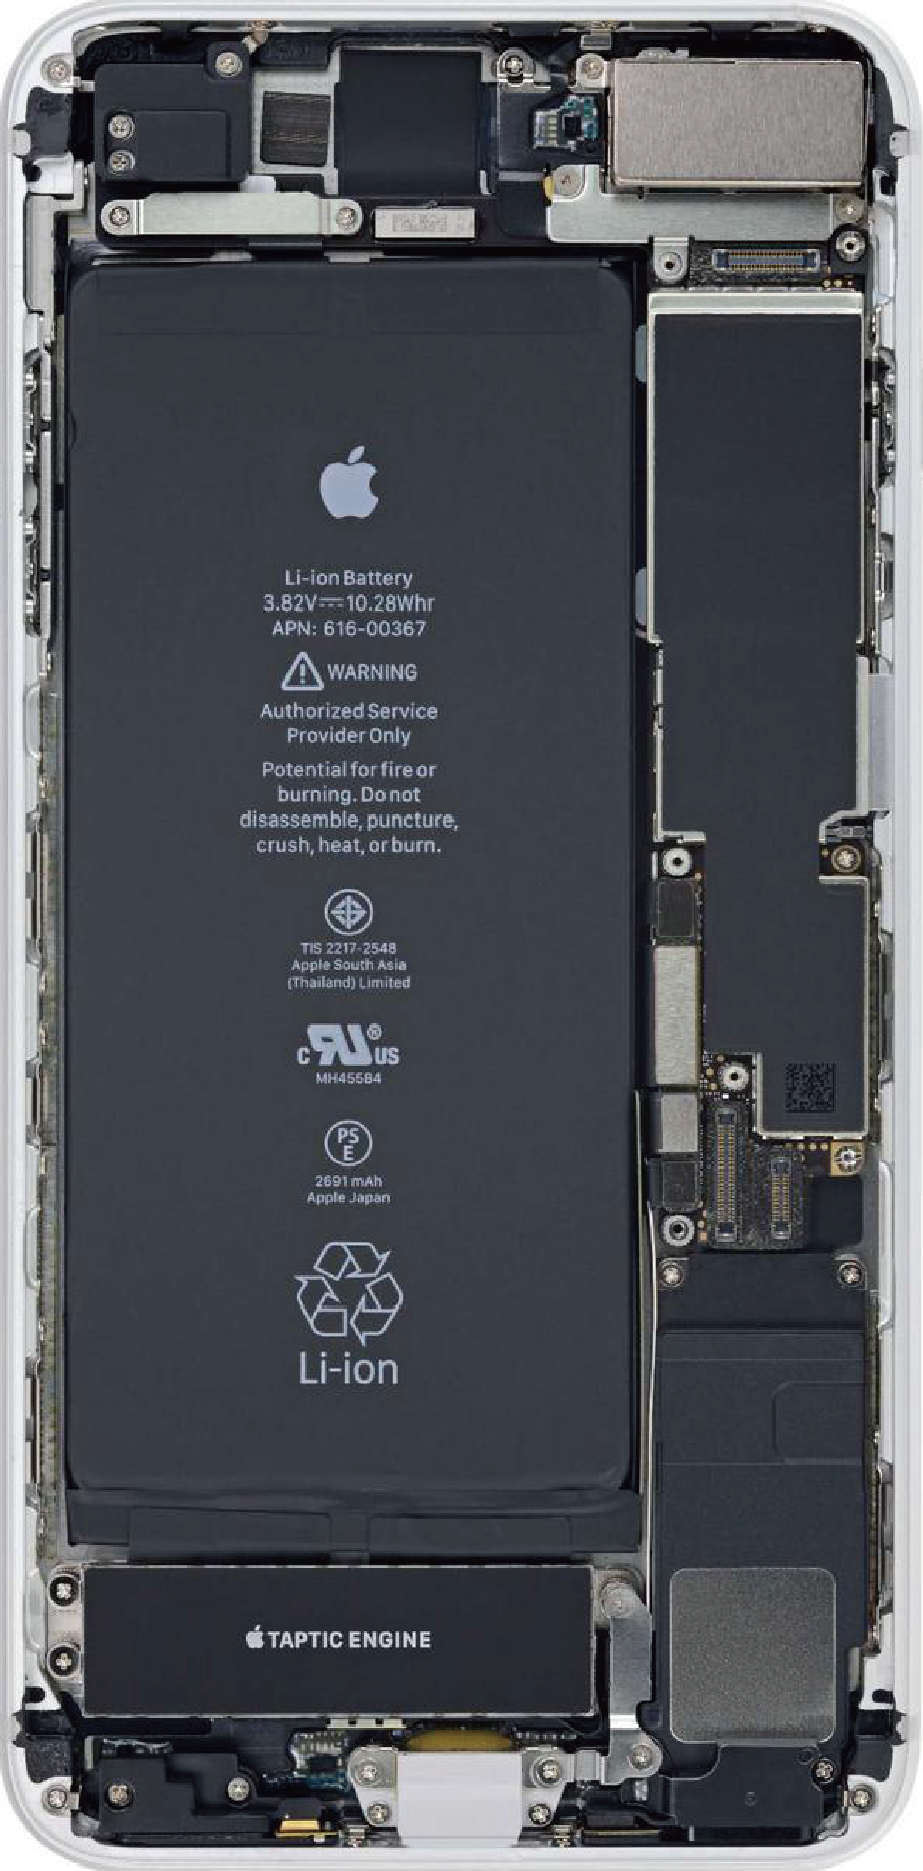 Li-ion Battery
3.82V⎓10.28Whr
APN: 616-00367
WARNING
Authorized Service
Provider Only
Potential for fire or
burning. Do not
disassemble, puncture,
crush, heat, or burn.
TIS 2217-2548
Apple South Asia
(Thailand) Limited
c RU® US
MH45584
PS
E
2691 mAh
Apple Japan
Li-ion
TAPTIC ENGINE